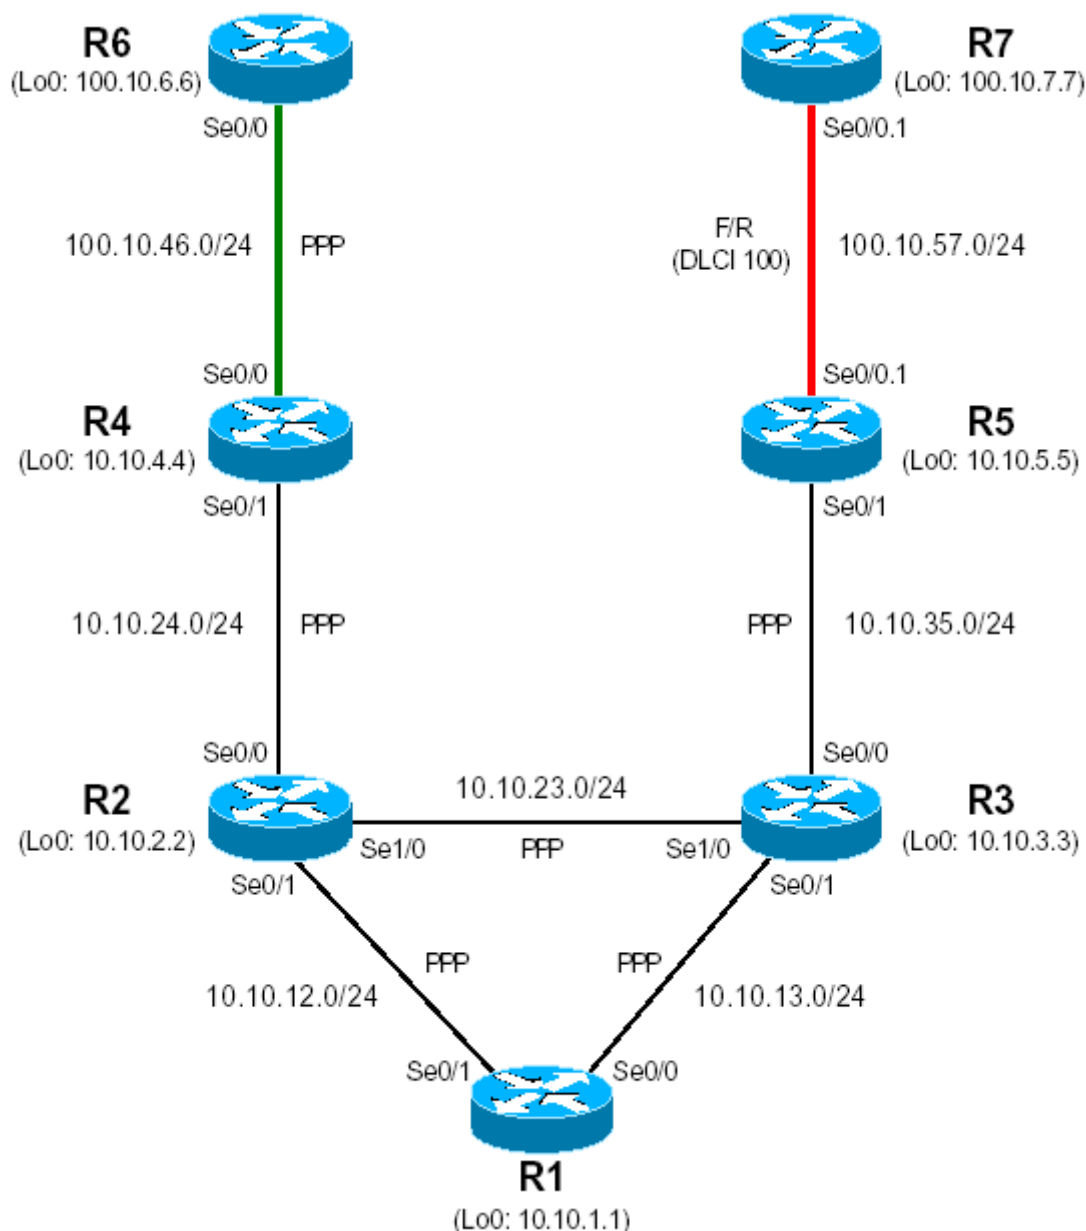 R6
(Lo0: 100.10.6.6)
R7
(Lo0: 100.10.7.7)
Se0/0
Se0/0.1
100.10.46.0/24
PPP
F/R
(DLCI 100)
100.10.57.0/24
Se0/0
Se0/0.1
R4
(Lo0: 10.10.4.4)
R5
(Lo0: 10.10.5.5)
Se0/1
Se0/1
10.10.24.0/24
PPP
PPP
10.10.35.0/24
Se0/0
Se0/0
R2
(Lo0: 10.10.2.2)
10.10.23.0/24
R3
(Lo0: 10.10.3.3)
Se1/0
PPP
Se1/0
Se0/1
Se0/1
PPP
PPP
10.10.12.0/24
10.10.13.0/24
Se0/1
Se0/0
R1
(Lo0: 10.10.1.1)